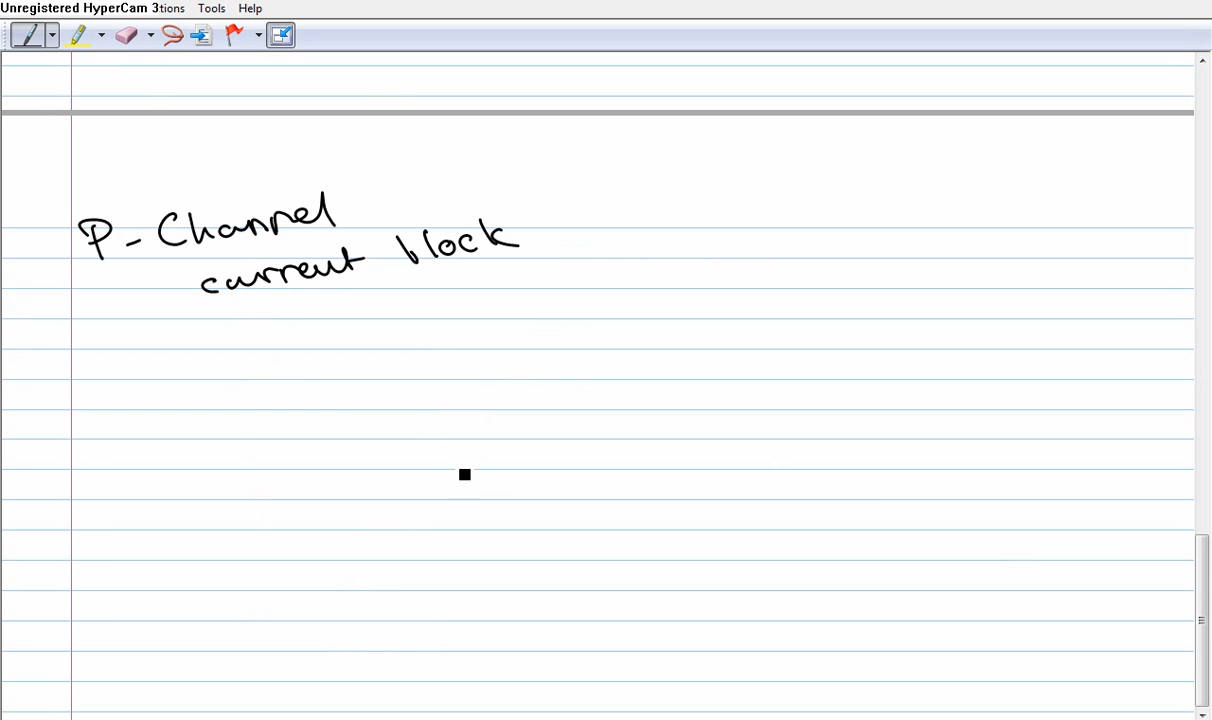 Unregistered HyperCam 3tions Tools Help
P - Channel
current block